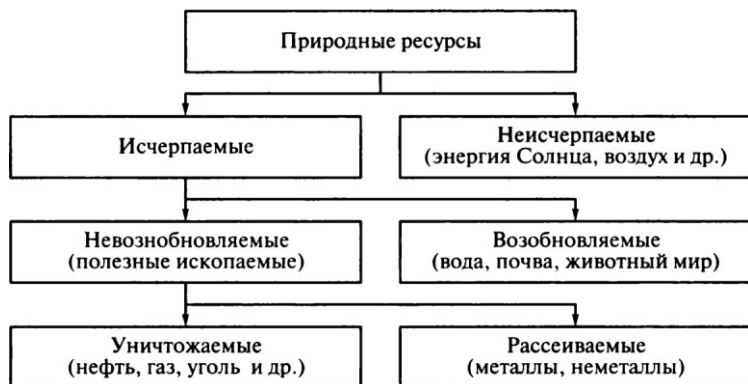 Природные ресурсы
Исчерпаемые
Неисчерпаемые
(энергия Солнца, воздух и др.)
Невознобновляемые
(полезные ископаемые)
Возобновляемые
(вода, почва, животный мир)
Уничтожаемые
(нефть, газ, уголь и др.)
Рассеиваемые
(металлы, неметаллы)